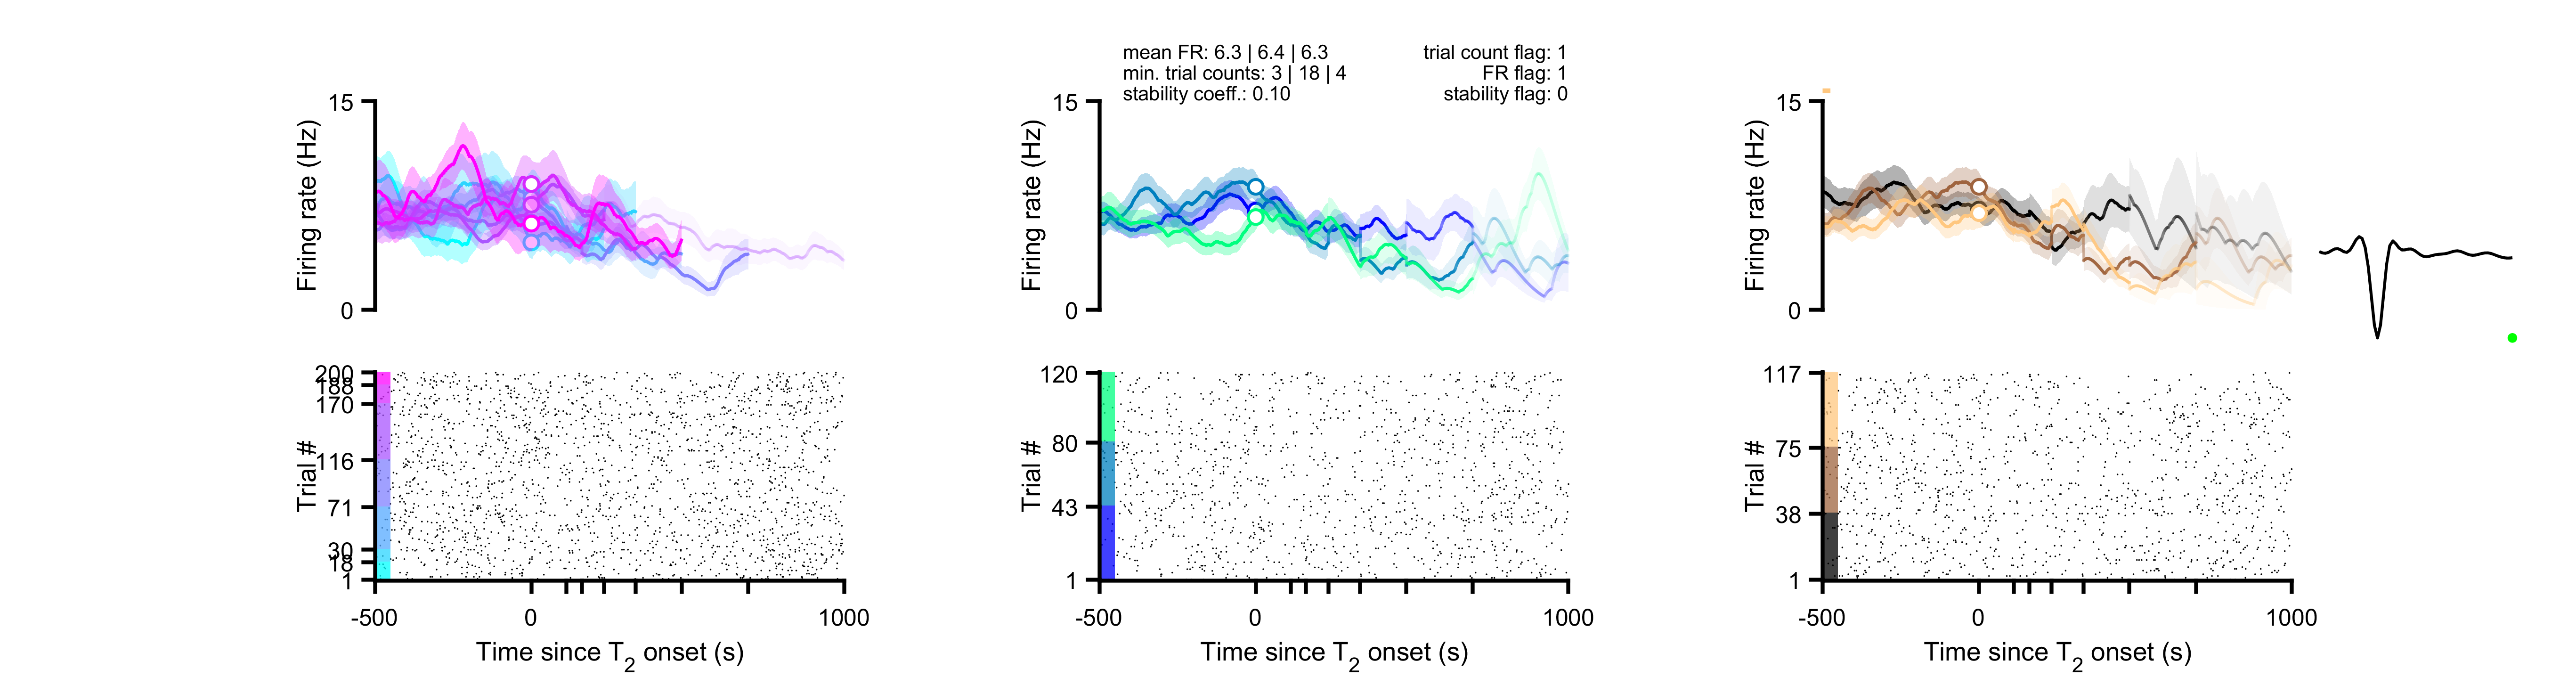 mean FR: 6.3 | 6.4 | 6.3
min. trial counts: 3 | 18 | 4
stability coeff.: 0.10
trial count flag: 1
FR flag: 1
stability flag: 0
15
Firing rate (Hz)
0
15
Firing rate (Hz)
0
15
Firing rate (Hz)
0
200
188
170
116
71
30
18
1
Trial #
-500
0
1000
Time since T2 onset (s)
120
80
43
1
Trial #
-500
0
1000
Time since T2 onset (s)
117
75
38
1
Trial #
-500
0
1000
Time since T2 onset (s)